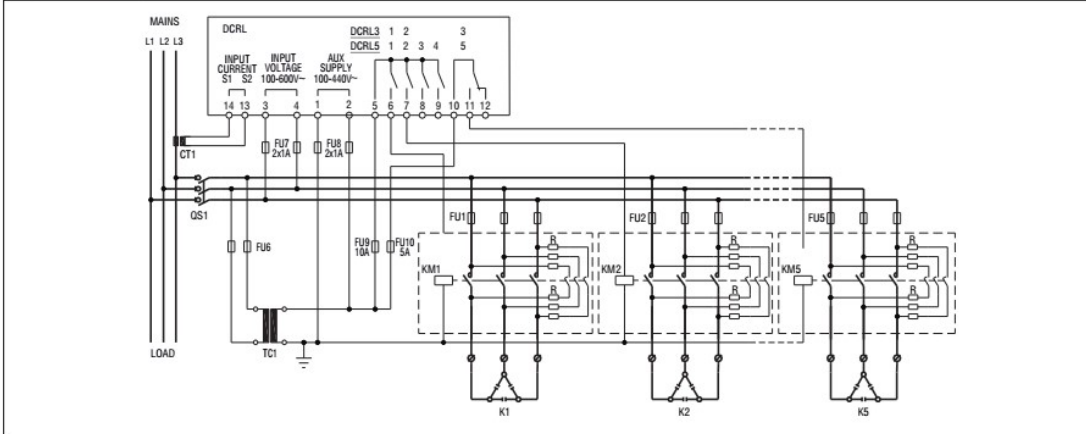 MAINS
L1 L2 L3
DCRL
DCRL3 1 2 3
DCRL5 1 2 3 4 5
INPUT CURRENT S1 S2
INPUT VOLTAGE 100-600V~
AUX SUPPLY 100-440V~
14 13 3 4 1 2 5 6 7 8 9 10 11 12
CT1
FU7 2x1A
FU8 2x1A
QS1
FU6
FU9 10A
FU10 5A
FU1
FU2
FU5
R
R
R
KM1
KM2
KM5
R
R
R
LOAD
TC1
K1
K2
K5